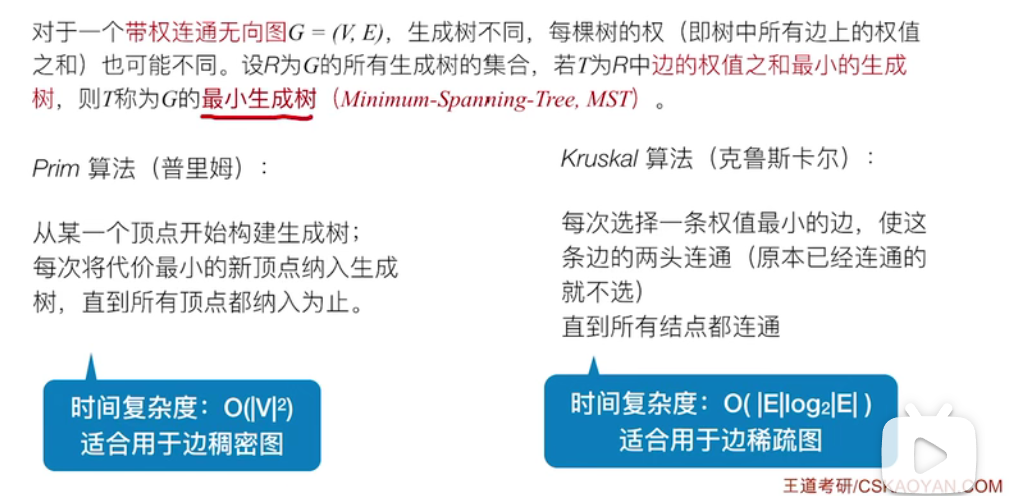 对于一个带权连通无向图G = (V, E)，生成树不同，每棵树的权（即树中所有边上的权值
之和）也可能不同。设R为G的所有生成树的集合，若T为R中边的权值之和最小的生成
树，则T称为G的最小生成树（Minimum-Spanning-Tree, MST）。
Prim 算法（普里姆）：
从某一个顶点开始构建生成树；
每次将代价最小的新顶点纳入生成
树，直到所有顶点都纳入为止。
时间复杂度：O(|V|²)
适合用于边稠密图
Kruskal 算法（克鲁斯卡尔）：
每次选择一条权值最小的边，使这
条边的两头连通（原本已经连通的
就不选）
直到所有结点都连通
时间复杂度：O( |E|log₂|E| )
适合用于边稀疏图
王道考研/CSKAOYAN.COM